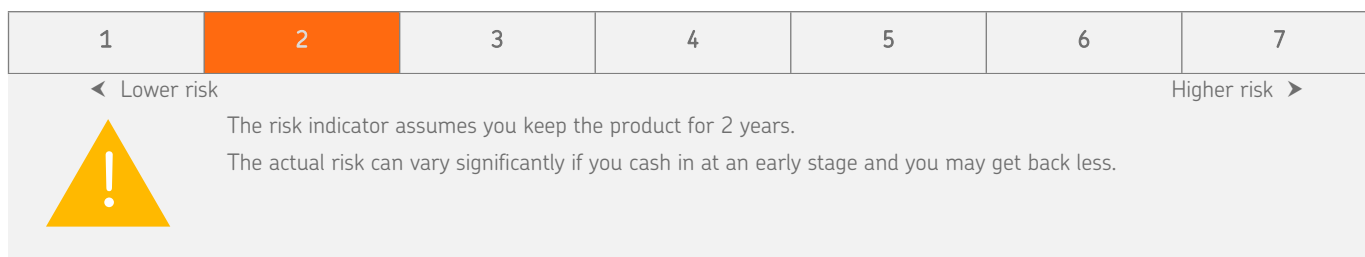 1 2 3 4 5 6 7
Lower risk Higher risk
The risk indicator assumes you keep the product for 2 years.
The actual risk can vary significantly if you cash in at an early stage and you may get back less.